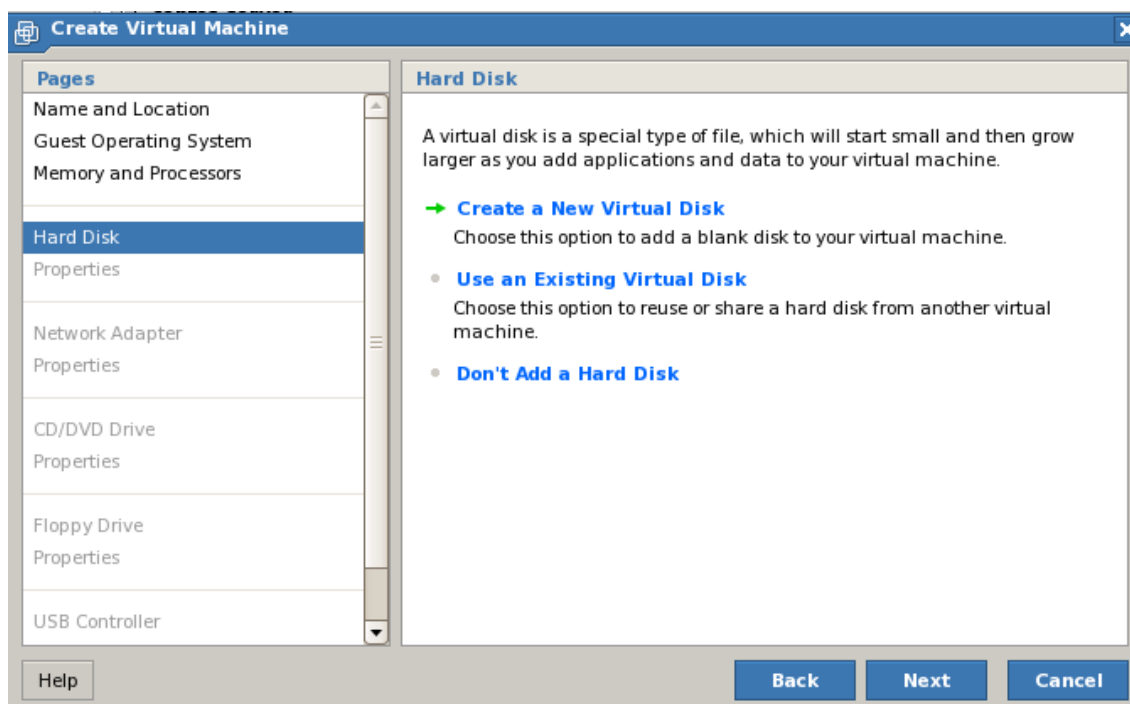 Create Virtual Machine
Pages
Name and Location
Guest Operating System
Memory and Processors
Hard Disk
Properties
Network Adapter
Properties
CD/DVD Drive
Properties
Floppy Drive
Properties
USB Controller
Hard Disk
A virtual disk is a special type of file, which will start small and then grow
larger as you add applications and data to your virtual machine.
Create a New Virtual Disk
Choose this option to add a blank disk to your virtual machine.
Use an Existing Virtual Disk
Choose this option to reuse or share a hard disk from another virtual
machine.
Don't Add a Hard Disk
Help
Back
Next
Cancel